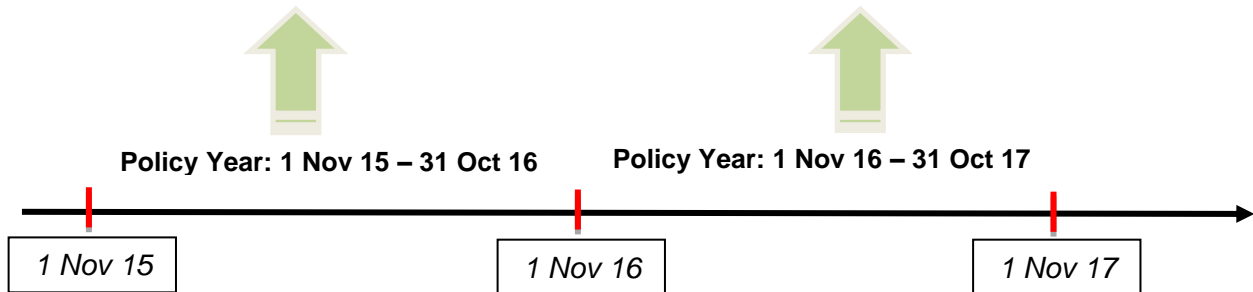 Policy Year: 1 Nov 15 – 31 Oct 16
Policy Year: 1 Nov 16 – 31 Oct 17
1 Nov 15
1 Nov 16
1 Nov 17